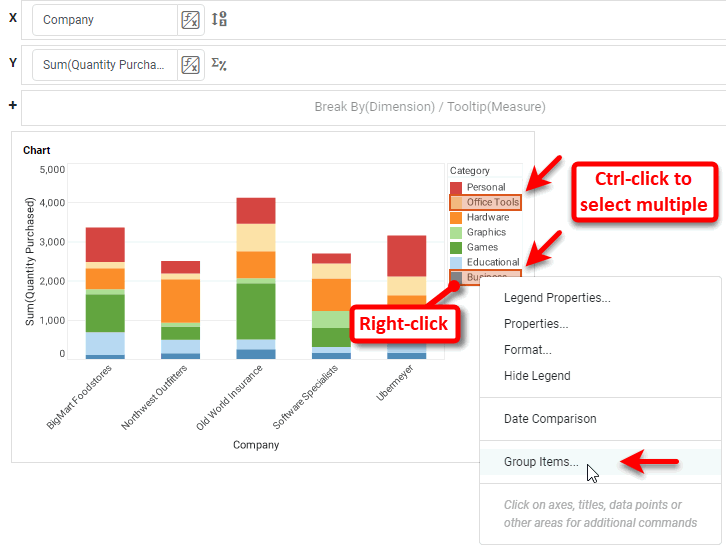 X
Company
Y
Sum(Quantity Purcha...
+
Break By(Dimension) / Tooltip(Measure)
Chart
5,000
4,000
3,000
2,000
1,000
0
Sum(Quantity Purchased)
BigMart Foodstores
Northwest Outfitters
Old World Insurance
Software Specialists
Ubermeyer
Company
Category
Personal
Office Tools
Hardware
Graphics
Games
Educational
Business
Ctrl-click to
select multiple
Right-click
Legend Properties...
Properties...
Format...
Hide Legend
Date Comparison
Group Items...
Click on axes, titles, data points or
other areas for additional commands